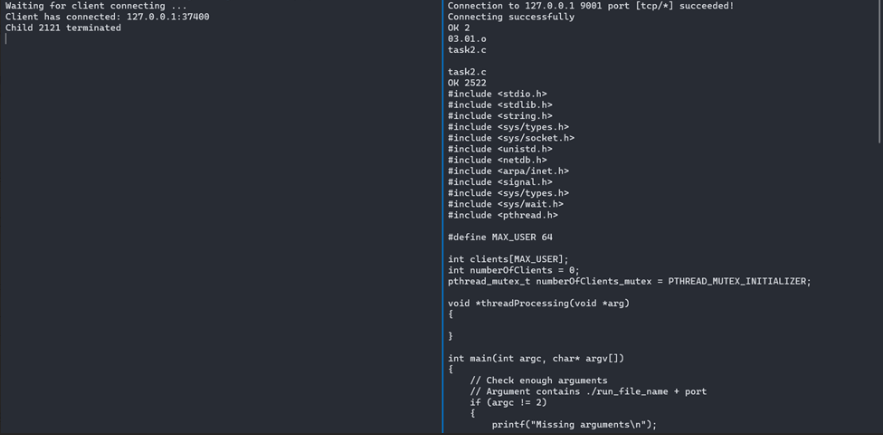 Waiting for client connecting ...
Client has connected: 127.0.0.1:37400
Child 2121 terminated
Connection to 127.0.0.1 9001 port [tcp/*] succeeded!
Connecting successfully
OK 2
03.01.o
task2.c

task2.c
OK 2522
#include <stdio.h>
#include <stdlib.h>
#include <string.h>
#include <sys/types.h>
#include <sys/socket.h>
#include <unistd.h>
#include <netdb.h>
#include <arpa/inet.h>
#include <signal.h>
#include <sys/types.h>
#include <sys/wait.h>
#include <pthread.h>

#define MAX_USER 64

int clients[MAX_USER];
int numberOfClients = 0;
pthread_mutex_t numberOfClients_mutex = PTHREAD_MUTEX_INITIALIZER;

void *threadProcessing(void *arg)
{

}

int main(int argc, char* argv[])
{
    // Check enough arguments
    // Argument contains ./run_file_name + port
    if (argc != 2)
    {
        printf("Missing arguments\n");